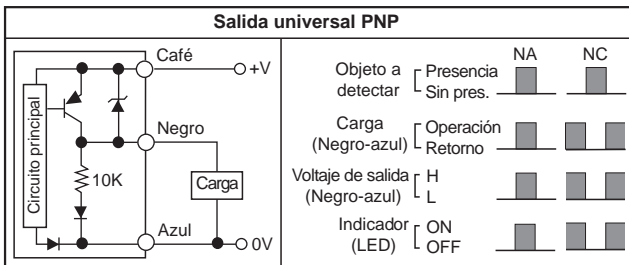 Salida universal PNP
Café
+V
Circuito principal
Negro
10K
Carga
Azul
0V
NA NC
Objeto a detectar
Presencia
Sin pres.
Carga
(Negro-azul)
Operación
Retorno
Voltaje de salida
(Negro-azul)
H
L
Indicador
(LED)
ON
OFF